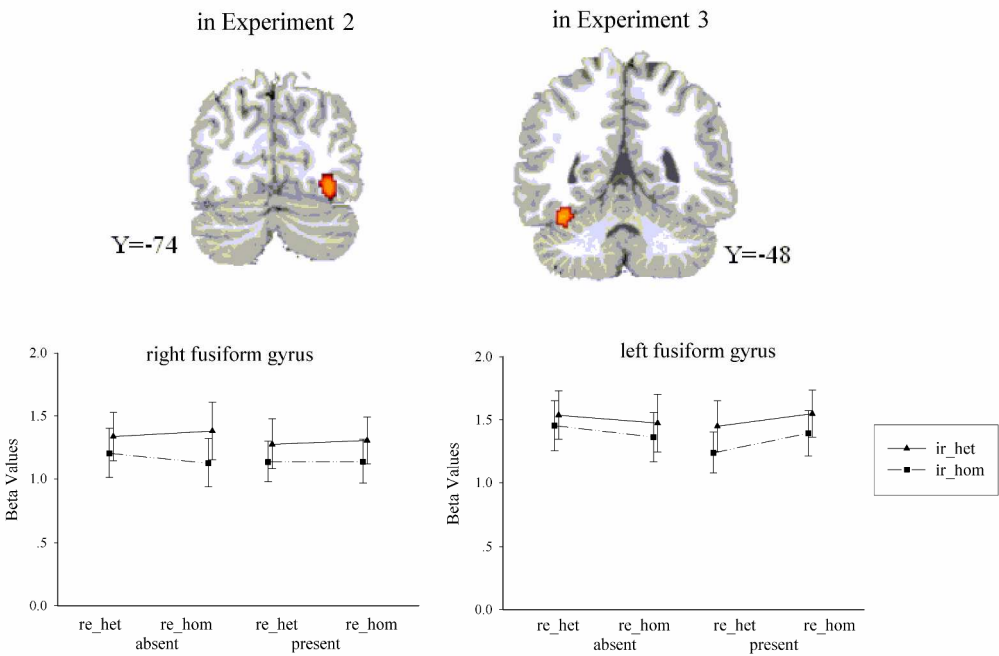 in Experiment 2
in Experiment 3
Y=-74
Y=-48
right fusiform gyrus
left fusiform gyrus
2.0
1.5
1.0
.5
0.0
Beta Values
re_het
re_hom
re_het
re_hom
absent
present
2.0
1.5
1.0
.5
0.0
Beta Values
re_het
re_hom
re_het
re_hom
absent
present
ir_het
ir_hom